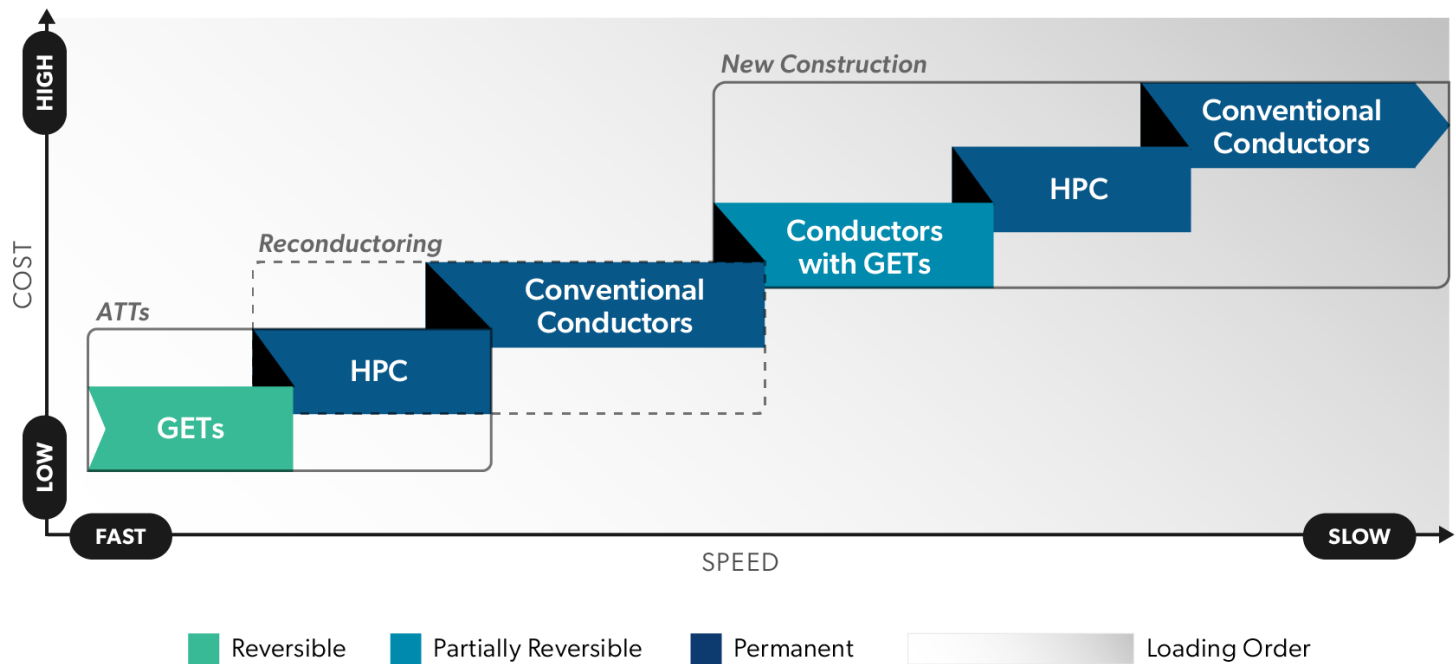 HIGH
New Construction
Conventional
Conductors
HPC
Conductors
with GETs
Reconductoring
Conventional
Conductors
COST
ATTs
HPC
GETs
LOW
FAST
SLOW
SPEED
Reversible
Partially Reversible
Permanent
Loading Order